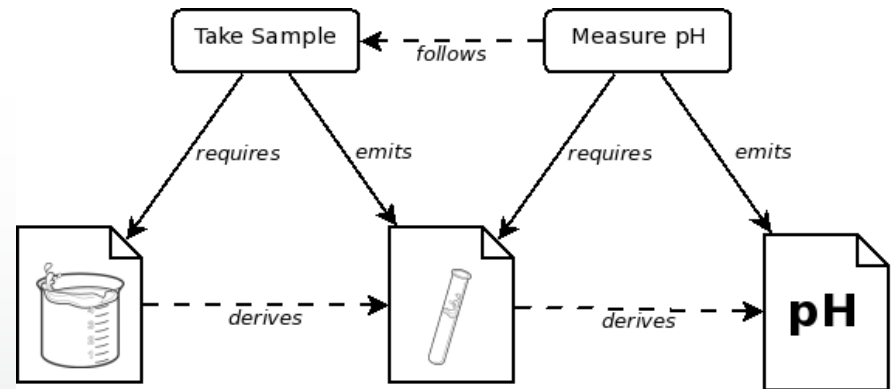 Take Sample
Measure pH
follows
requires
emits
requires
emits
derives
derives
pH